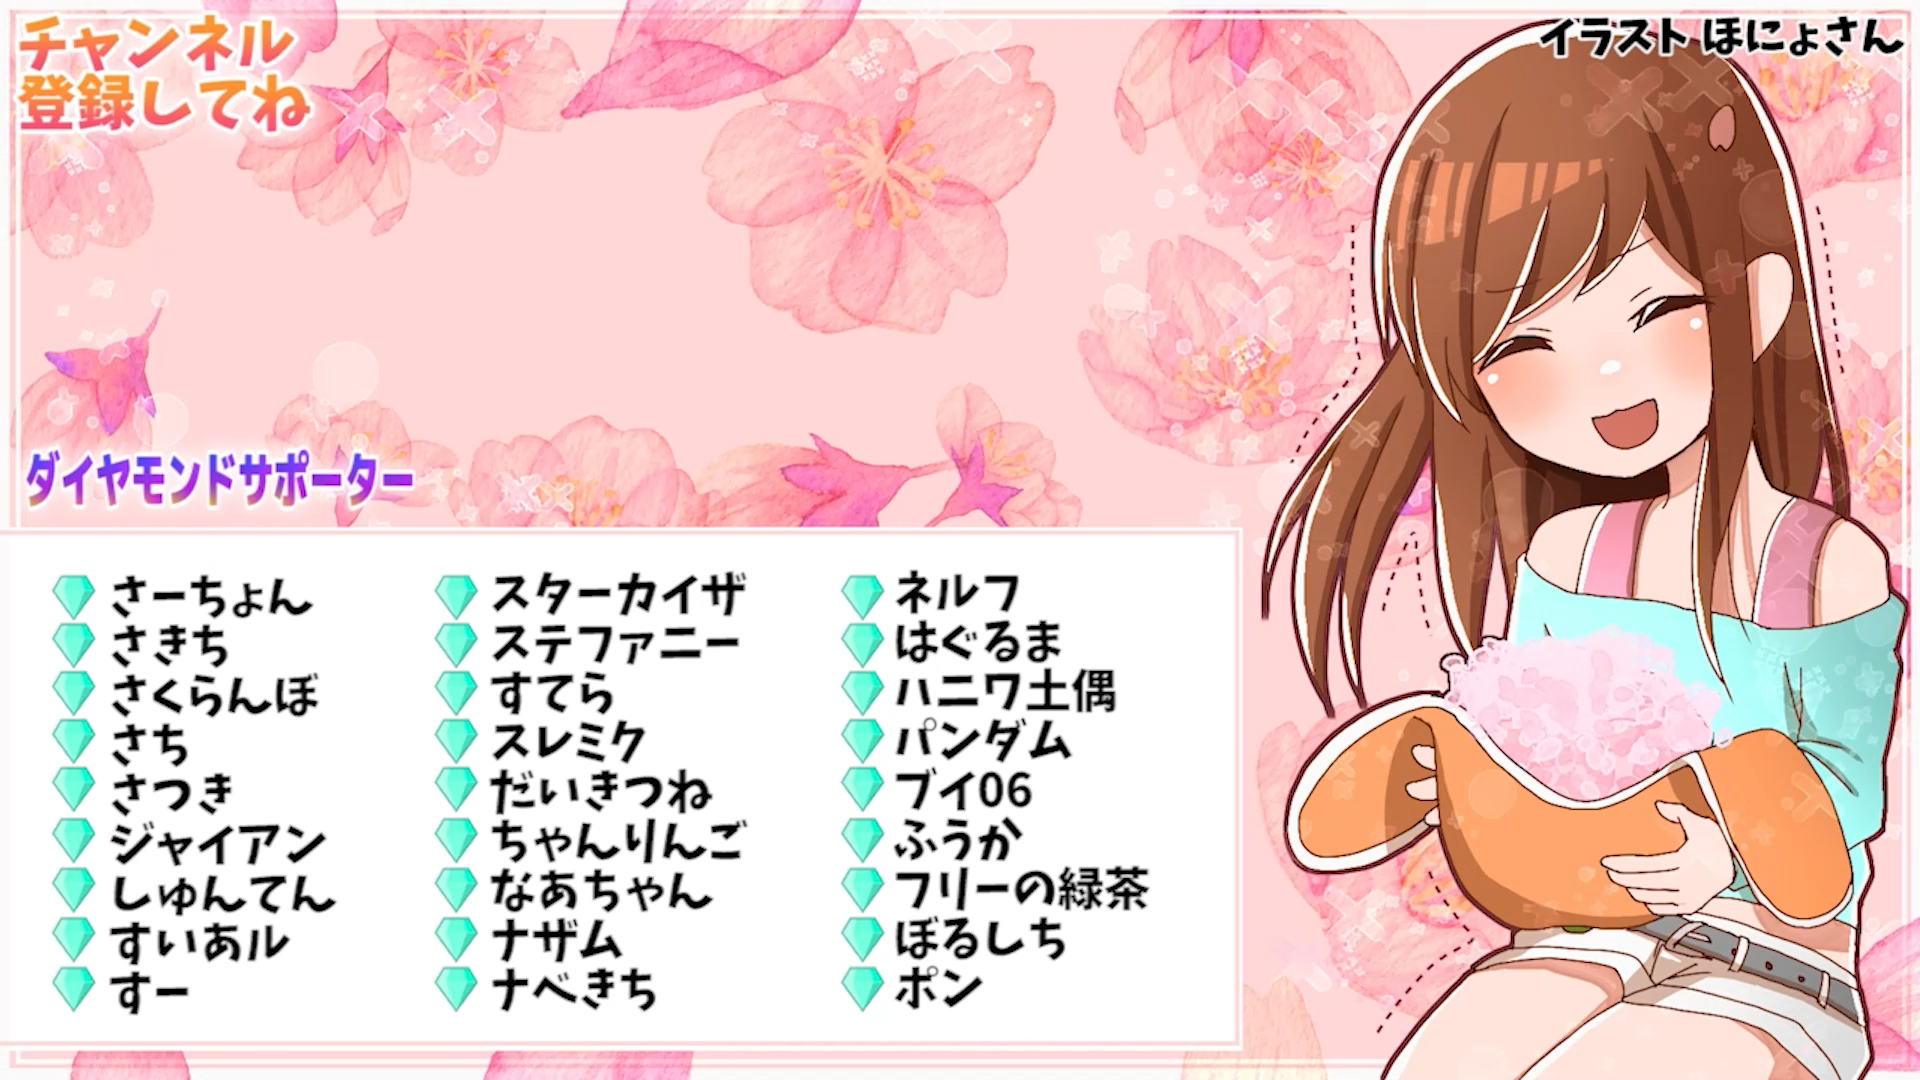 チャンネル
登録してね
イラスト ほにょさん
ダイヤモンドサポーター
さーちょん
さきち
さくらんぼ
さち
さつき
ジャイアン
しゅんてん
すいあル
すー
スターカイザ
ステファニー
すてら
スレミク
だいきつね
ちゃんりんご
なあちゃん
ナザム
ナベきち
ネルフ
はぐるま
ハニワ土偶
パンダム
ブイ06
ふうか
フリーの緑茶
ぼるしち
ポン